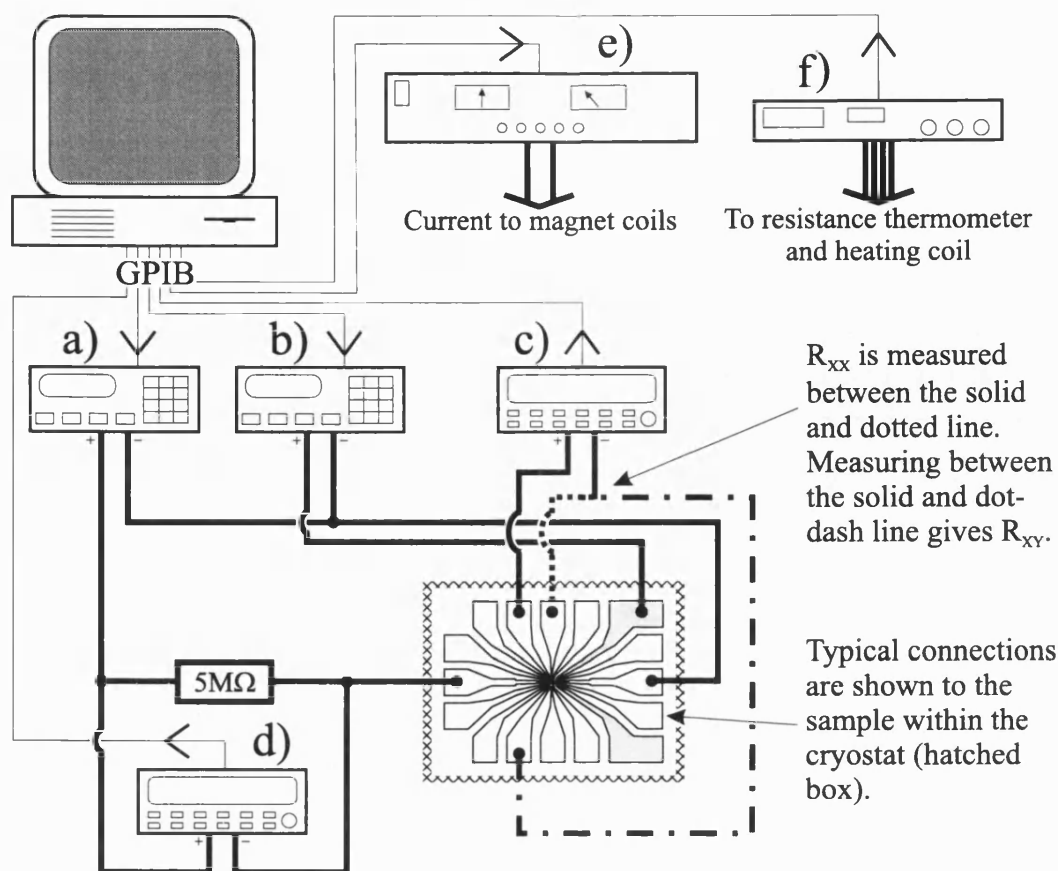 e)
f)
Current to magnet coils
To resistance thermometer
and heating coil
GPIB
a)
b)
c)
+ −
+ −
+ −
R_XX is measured
between the solid
and dotted line.
Measuring between
the solid and dot-
dash line gives R_XY.
5MΩ
d)
+ −
Typical connections
are shown to the
sample within the
cryostat (hatched
box).